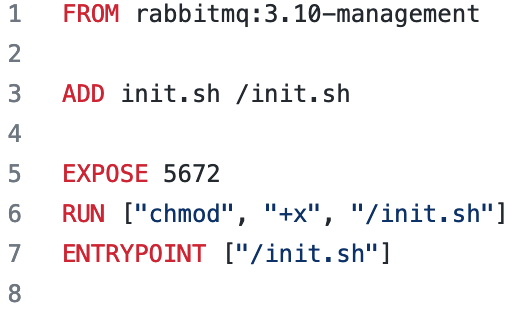 1 FROM rabbitmq:3.10-management
2
3 ADD init.sh /init.sh
4
5 EXPOSE 5672
6 RUN ["chmod", "+x", "/init.sh"]
7 ENTRYPOINT ["/init.sh"]
8